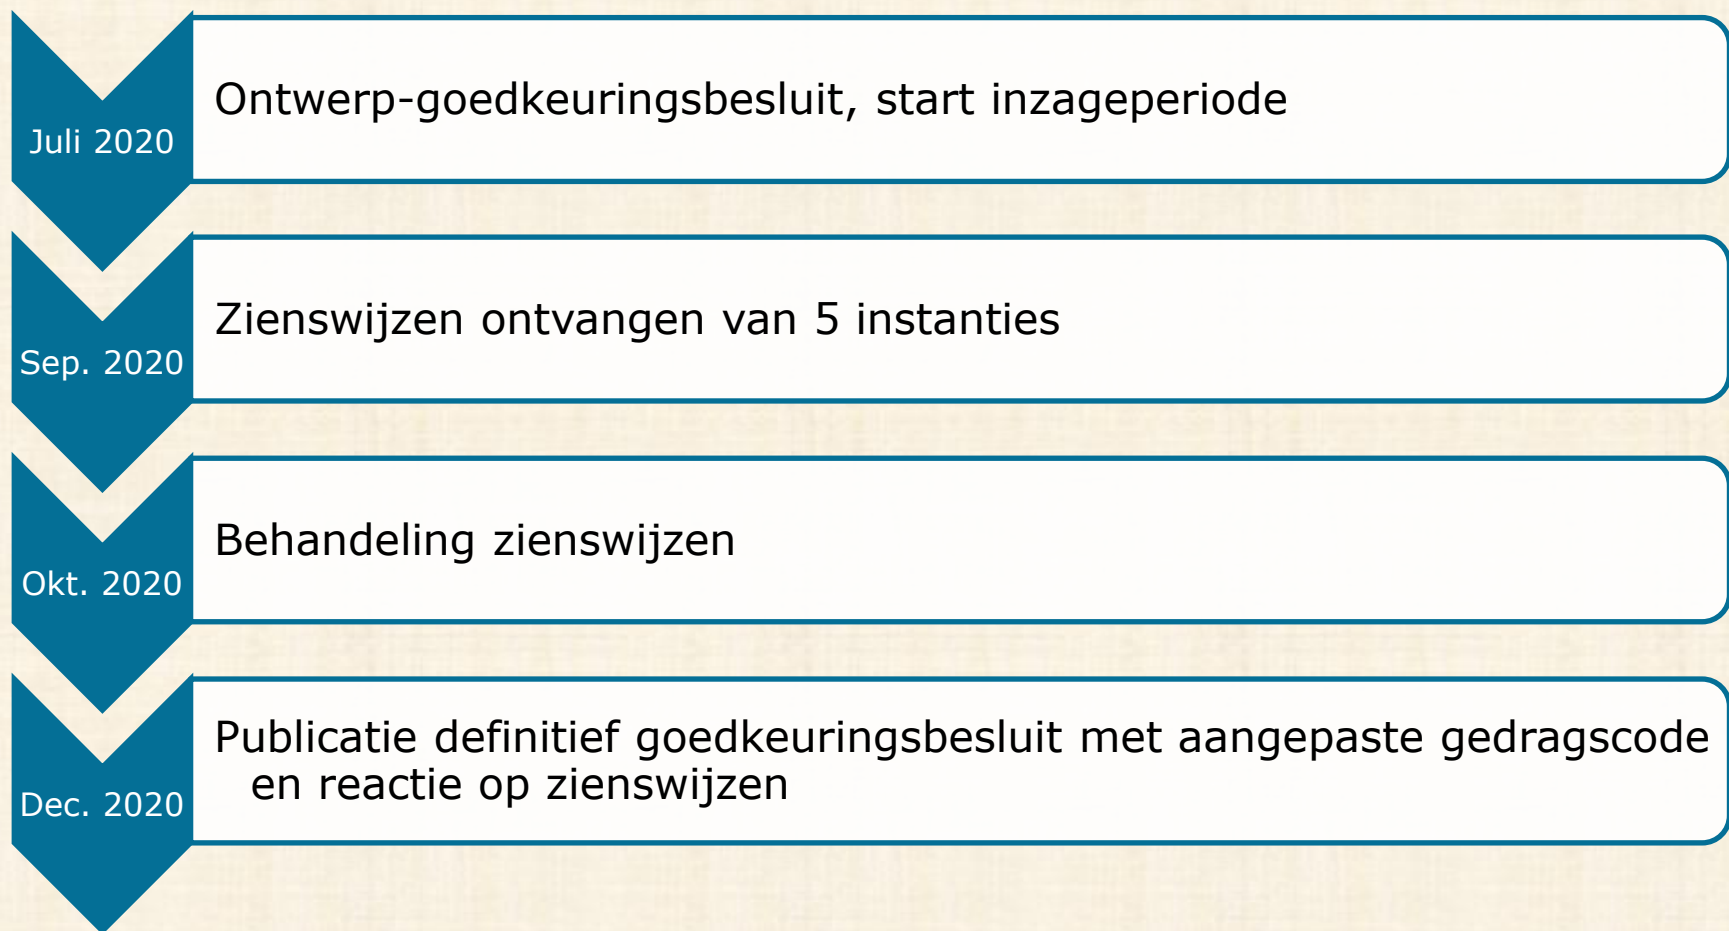 Juli 2020
Ontwerp-goedkeuringsbesluit, start inzageperiode
Sep. 2020
Zienswijzen ontvangen van 5 instanties
Okt. 2020
Behandeling zienswijzen
Dec. 2020
Publicatie definitief goedkeuringsbesluit met aangepaste gedragscode
en reactie op zienswijzen